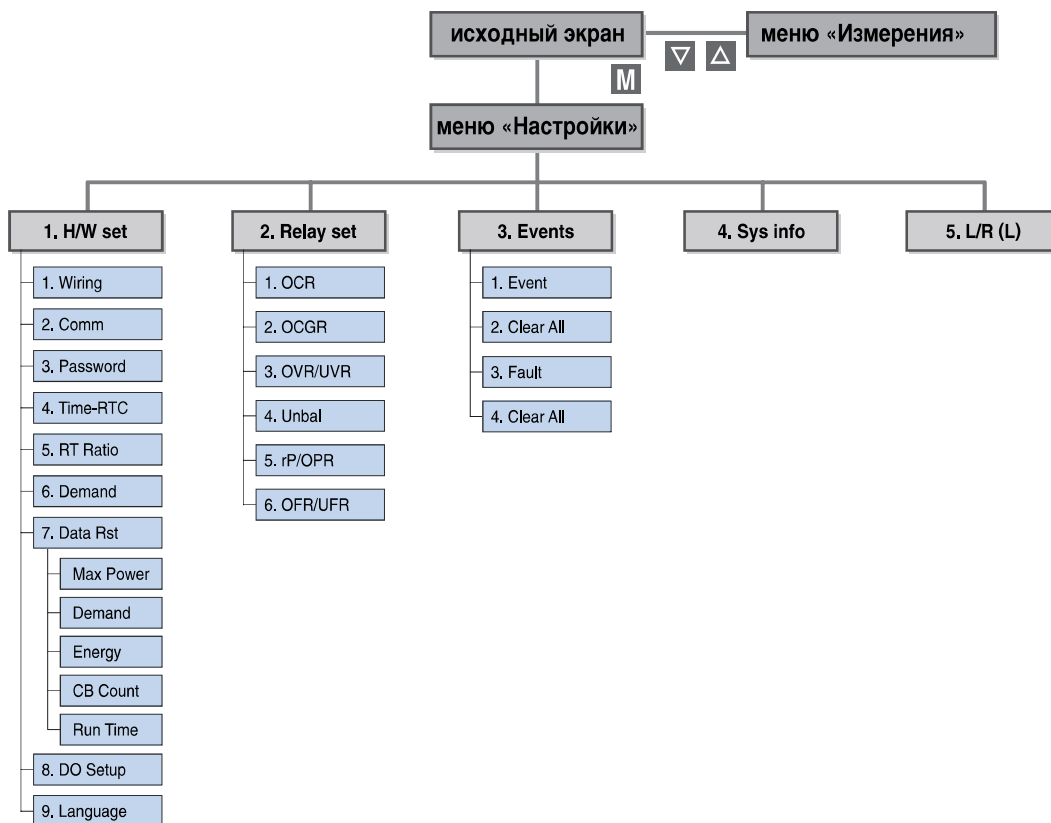 исходный экран
меню «Измерения»
M
меню «Настройки»
1. H/W set
1. Wiring
2. Comm
3. Password
4. Time-RTC
5. RT Ratio
6. Demand
7. Data Rst
Max Power
Demand
Energy
CB Count
Run Time
8. DO Setup
9. Language
2. Relay set
1. OCR
2. OCGR
3. OVR/UVR
4. Unbal
5. rP/OPR
6. OFR/UFR
3. Events
1. Event
2. Clear All
3. Fault
4. Clear All
4. Sys info
5. L/R (L)